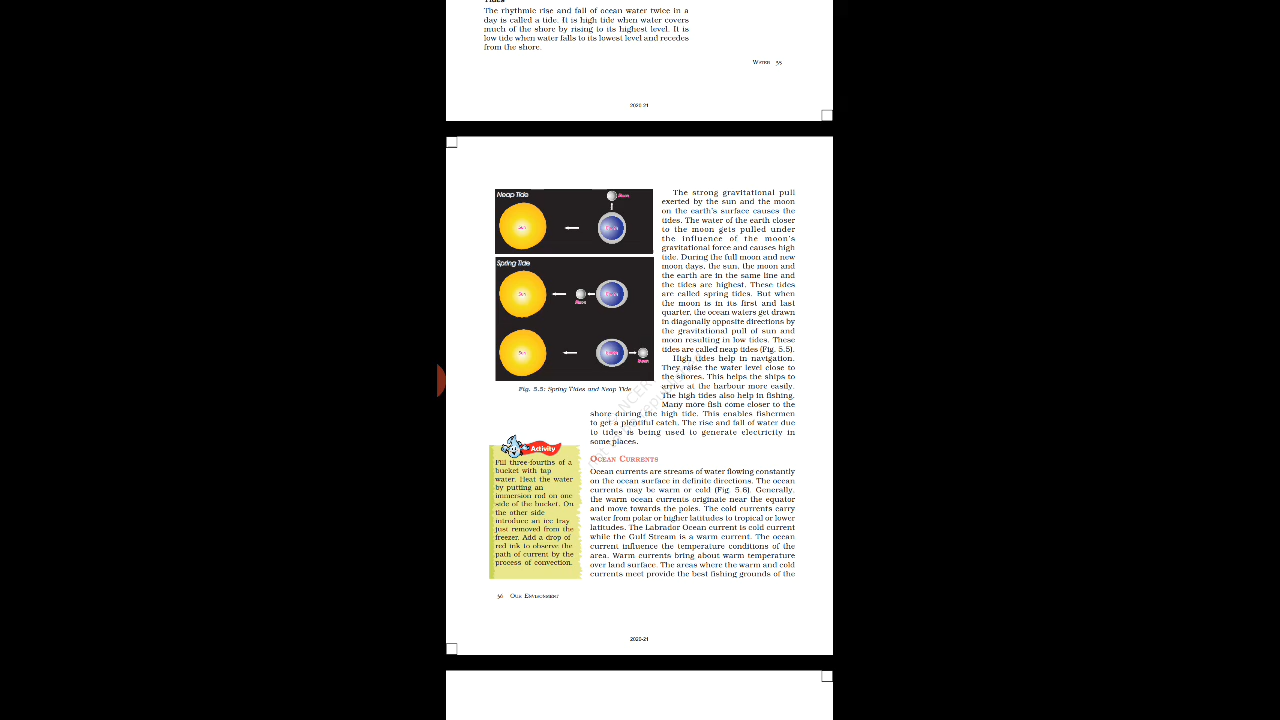 Tides
The rhythmic rise and fall of ocean water twice in a
day is called a tide. It is high tide when water covers
much of the shore by rising to its highest level. It is
low tide when water falls to its lowest level and recedes
from the shore.
WATER 55
2020-21
Neap Tide
Moon
Sun
Earth
Spring Tide
Sun
Moon
Earth
Sun
Earth
Moon
Fig. 5.5: Spring Tides and Neap Tide
The strong gravitational pull
exerted by the sun and the moon
on the earth's surface causes the
tides. The water of the earth closer
to the moon gets pulled under
the influence of the moon's
gravitational force and causes high
tide. During the full moon and new
moon days, the sun, the moon and
the earth are in the same line and
the tides are highest. These tides
are called spring tides. But when
the moon is in its first and last
quarter, the ocean waters get drawn
in diagonally opposite directions by
the gravitational pull of sun and
moon resulting in low tides. These
tides are called neap tides (Fig. 5.5).
High tides help in navigation.
They raise the water level close to
the shores. This helps the ships to
arrive at the harbour more easily.
The high tides also help in fishing.
Many more fish come closer to the
shore during the high tide. This enables fishermen
to get a plentiful catch. The rise and fall of water due
to tides is being used to generate electricity in
some places.
OCEAN CURRENTS
Ocean currents are streams of water flowing constantly
on the ocean surface in definite directions. The ocean
currents may be warm or cold (Fig. 5.6). Generally,
the warm ocean currents originate near the equator
and move towards the poles. The cold currents carry
water from polar or higher latitudes to tropical or lower
latitudes. The Labrador Ocean current is cold current
while the Gulf Stream is a warm current. The ocean
current influence the temperature conditions of the
area. Warm currents bring about warm temperature
over land surface. The areas where the warm and cold
currents meet provide the best fishing grounds of the
Activity
Fill three-fourths of a
bucket with tap
water. Heat the water
by putting an
immersion rod on one
side of the bucket. On
the other side
introduce an ice tray
just removed from the
freezer. Add a drop of
red ink to observe the
path of current by the
process of convection.
36 OUR ENVIRONMENT
2020-21